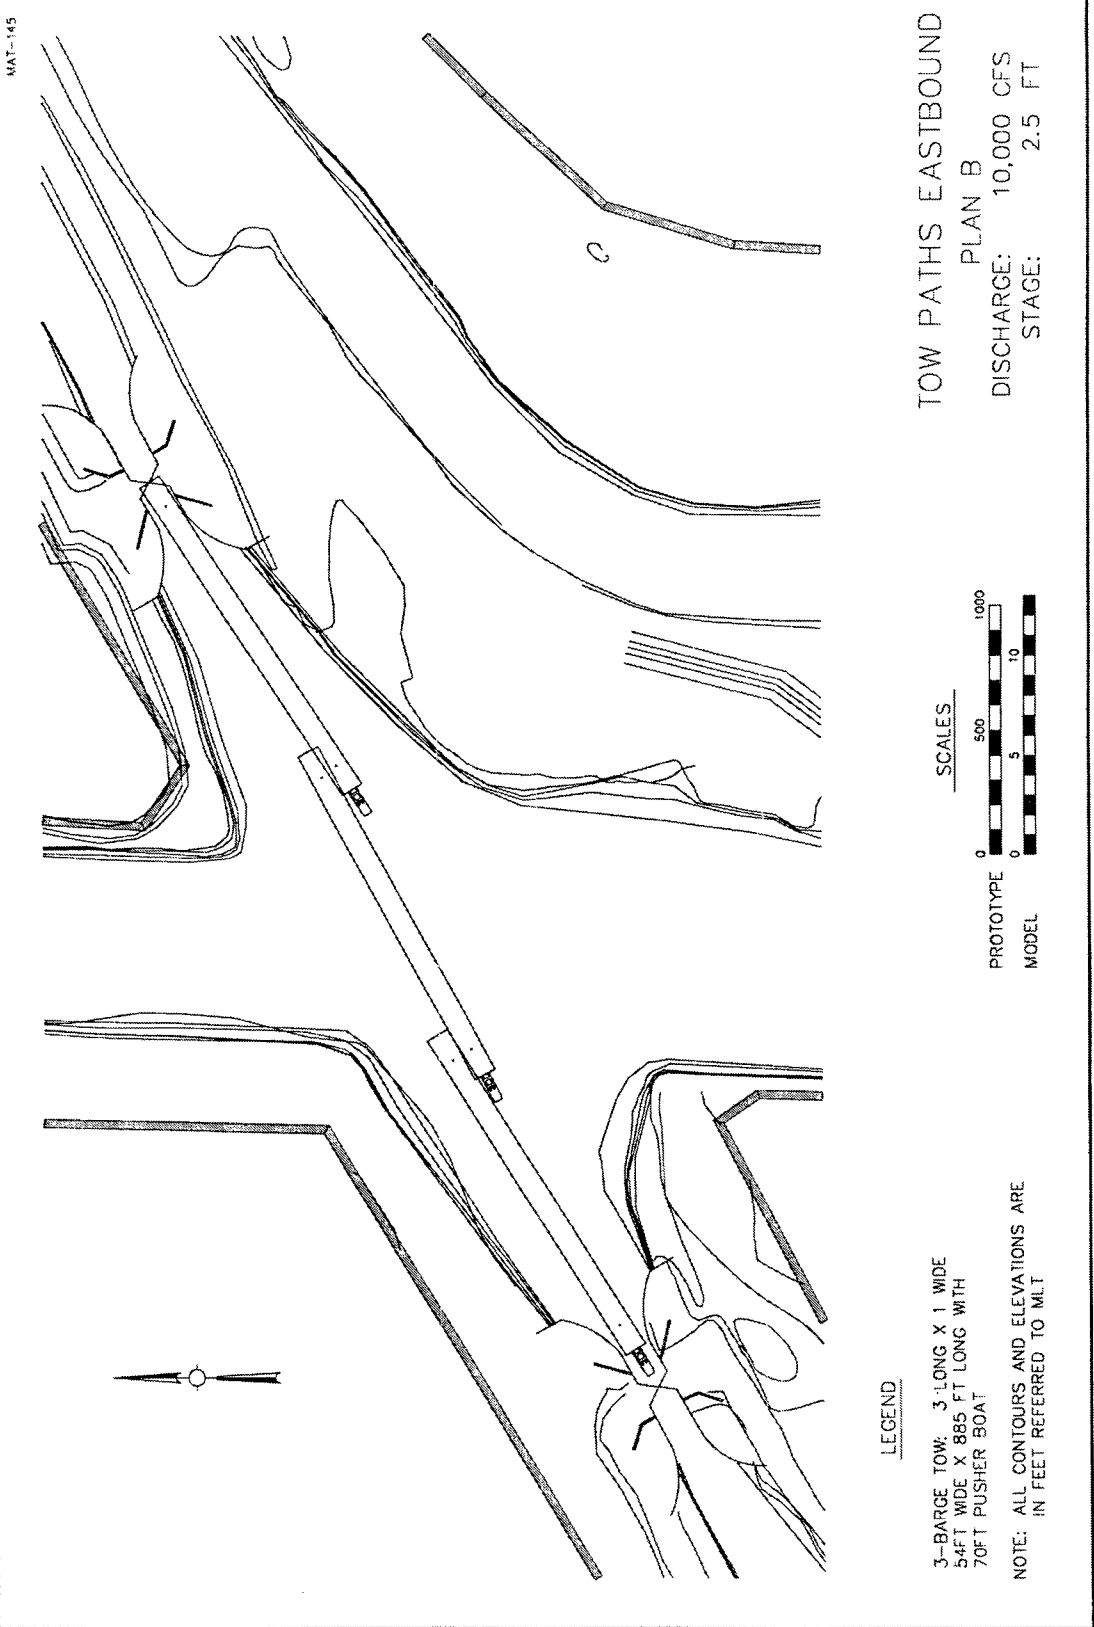 MAT-145
LEGEND
3-BARGE TOW: 3 LONG X 1 WIDE
54FT WIDE X 885 FT LONG WITH
70FT PUSHER BOAT
NOTE: ALL CONTOURS AND ELEVATIONS ARE
IN FEET REFERRED TO MLT
SCALES
PROTOTYPE 0 500 1000
MODEL 0 5 10
TOW PATHS EASTBOUND
PLAN B
DISCHARGE: 10,000 CFS
STAGE: 2.5 FT